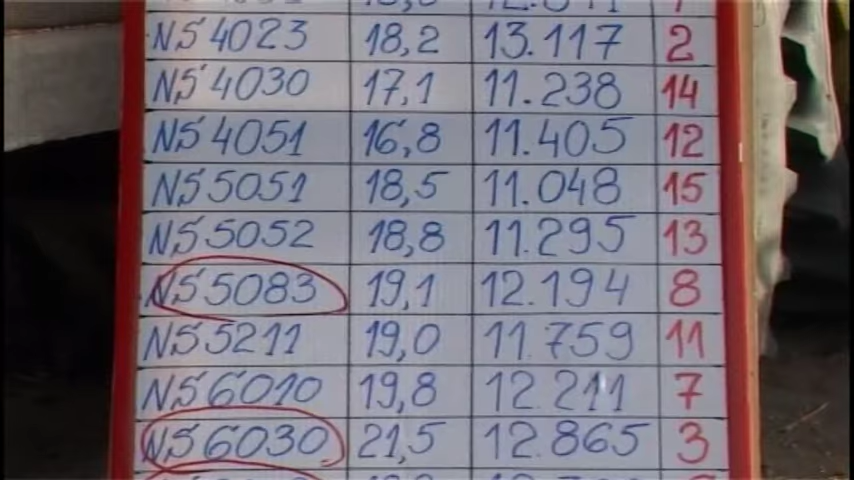 NS 4023 18,2 13.117 2
NS 4030 17,1 11.238 14
NS 4051 16,8 11.405 12
NS 5051 18,5 11.048 15
NS 5052 18,8 11.295 13
NS 5083 19,1 12.194 8
NS 5211 19,0 11.759 11
NS 6010 19,8 12.211 7
NS 6030 21,5 12.865 3